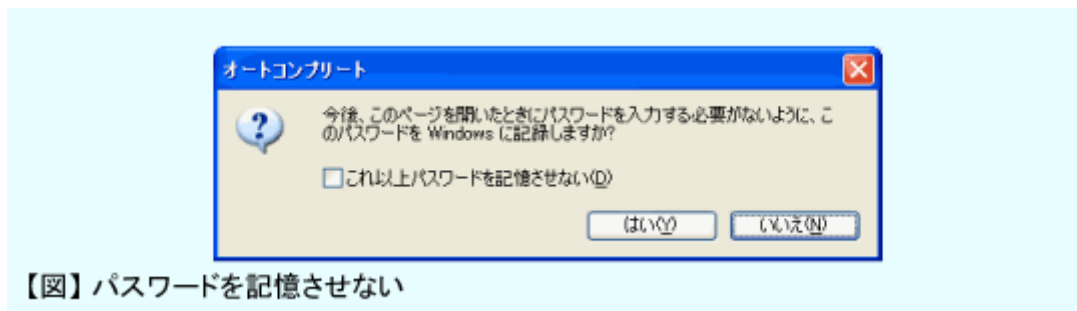 オートコンプリート
今後、このページを開いたときにパスワードを入力する必要がないように、こ
のパスワードを Windows に記録しますか?
これ以上パスワードを記憶させない(D)
はい(Y)
いいえ(N)
【図】パスワードを記憶させない